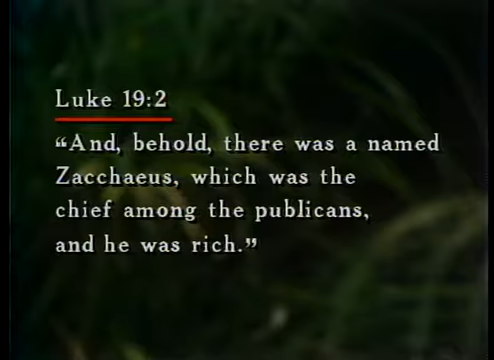 Luke 19:2
“And, behold, there was a named
Zacchaeus, which was the
chief among the publicans,
and he was rich.”